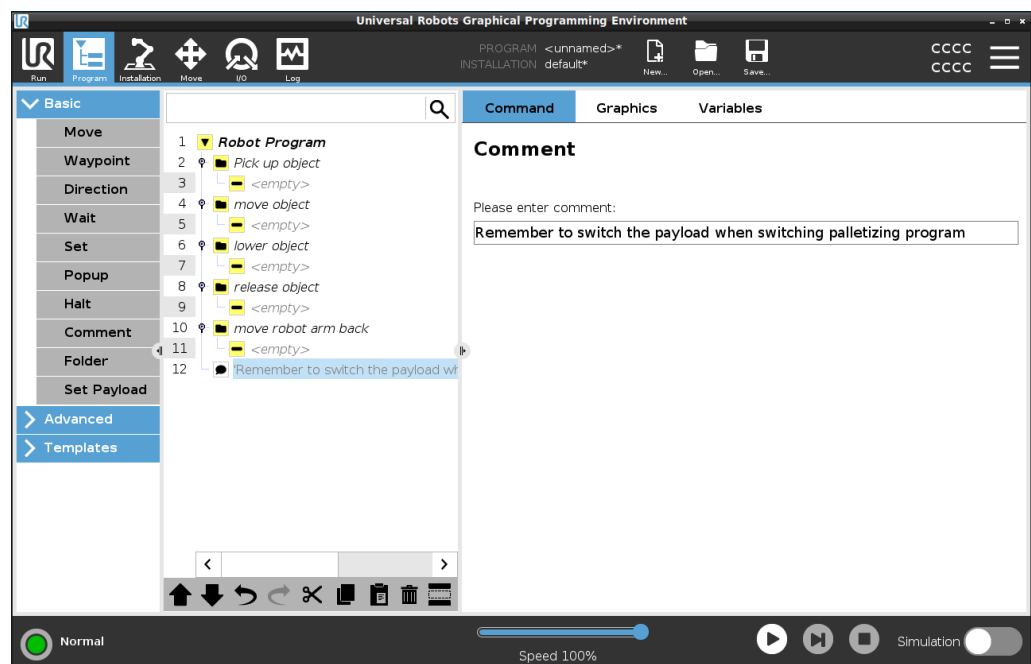 UR
Universal Robots Graphical Programming Environment
UR
Run
Program
Installation
Move
I/O
Log
PROGRAM <unnamed>*
INSTALLATION default*
New...
Open...
Save...
CCCC
CCCC
Basic
Move
Waypoint
Direction
Wait
Set
Popup
Halt
Comment
Folder
Set Payload
Advanced
Templates
1 Robot Program
2 Pick up object
3 <empty>
4 move object
5 <empty>
6 lower object
7 <empty>
8 release object
9 <empty>
10 move robot arm back
11 <empty>
12 'Remember to switch the payload wh
Command Graphics Variables
Comment
Please enter comment:
Remember to switch the payload when switching palletizing program
Normal
Speed 100%
Simulation